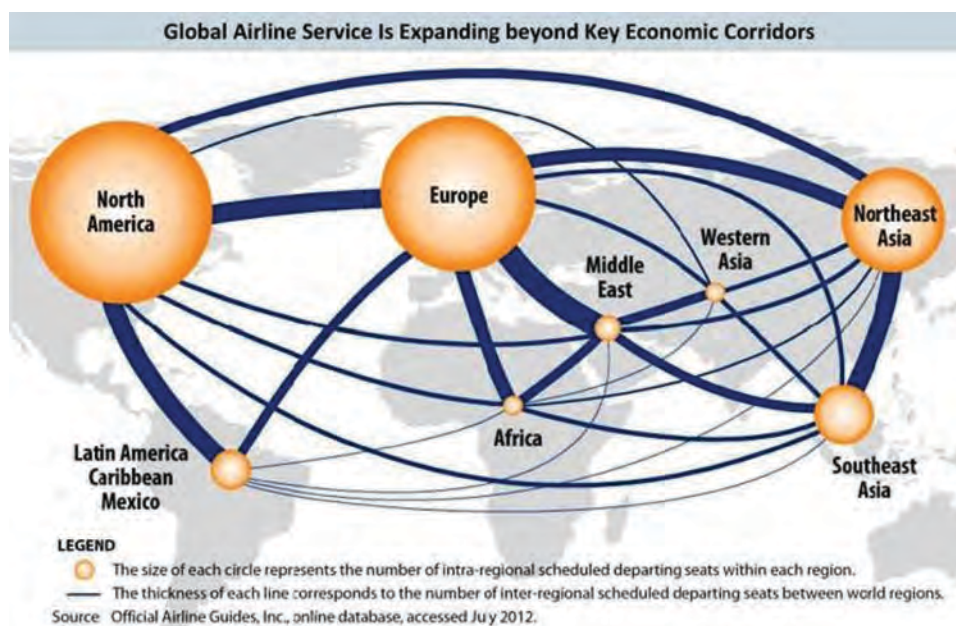 Global Airline Service Is Expanding beyond Key Economic Corridors
North
America
Europe
Northeast
Asia
Western
Asia
Middle
East
Africa
Latin America
Caribbean
Mexico
Southeast
Asia
LEGEND
The size of each circle represents the number of intra-regional scheduled departing seats within each region.
The thickness of each line corresponds to the number of inter-regional scheduled departing seats between world regions.
Source Official Airline Guides, Inc., online database, accessed July 2012.